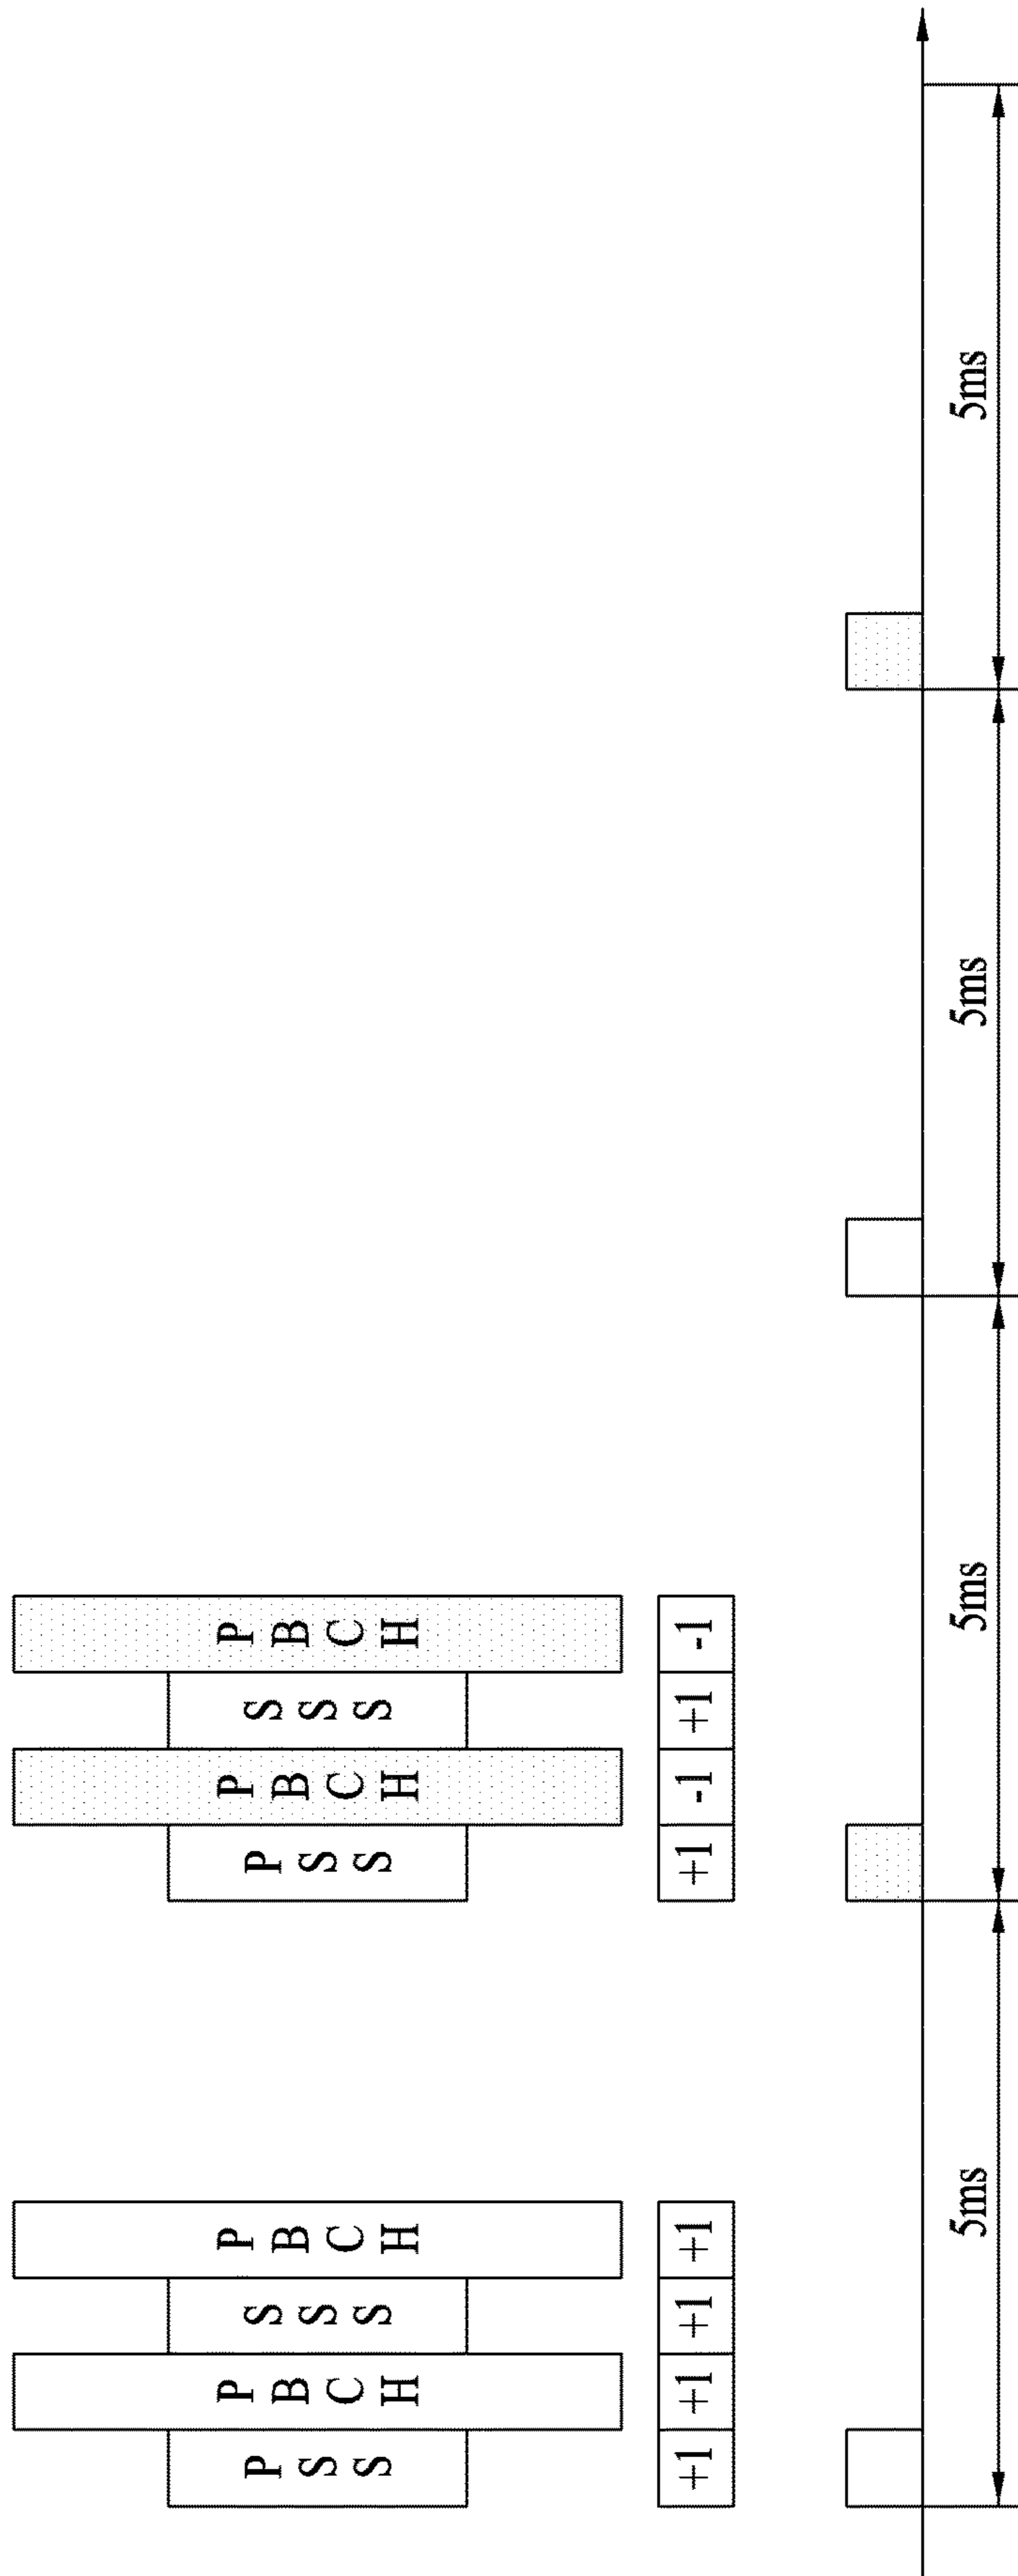 PSS PBCH SSS PBCH
PSS PBCH SSS PBCH
+1 +1 +1 +1
+1 -1 +1 -1
5ms 5ms 5ms 5ms